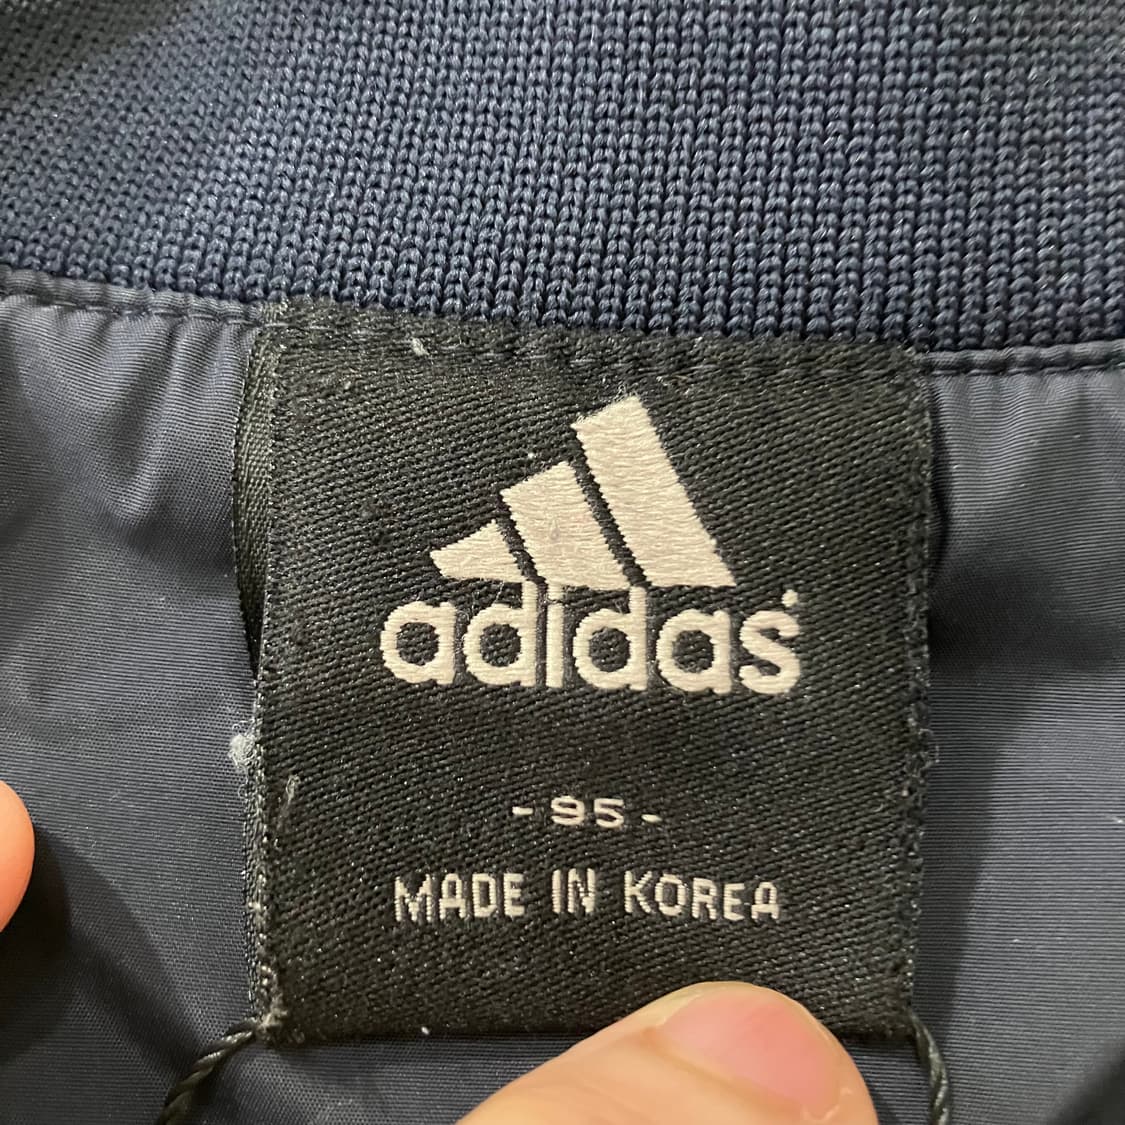 adidas
- 95 -
MADE IN KOREA